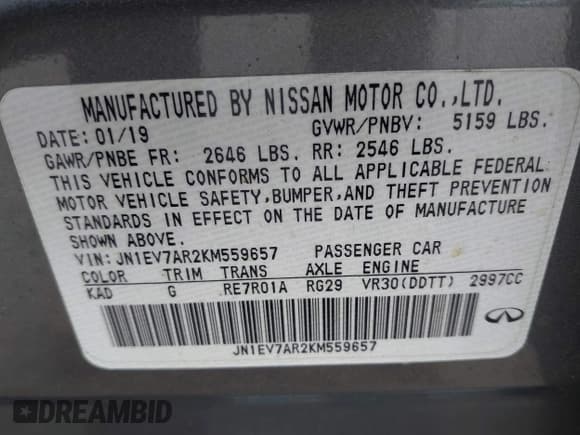 MANUFACTURED BY NISSAN MOTOR CO.,LTD.
DATE: 01/19 GVWR/PNBV: 5159 LBS.
GAWR/PNBE FR: 2646 LBS. RR: 2546 LBS.
THIS VEHICLE CONFORMS TO ALL APPLICABLE FEDERAL
MOTOR VEHICLE SAFETY,BUMPER,AND THEFT PREVENTION
STANDARDS IN EFFECT ON THE DATE OF MANUFACTURE
SHOWN ABOVE.
VIN: JN1EV7AR2KM559657 PASSENGER CAR
COLOR TRIM TRANS AXLE ENGINE
KAD G RE7R01A RG29 VR30(DDTT) 2997CC
JN1EV7AR2KM559657
DREAMBID